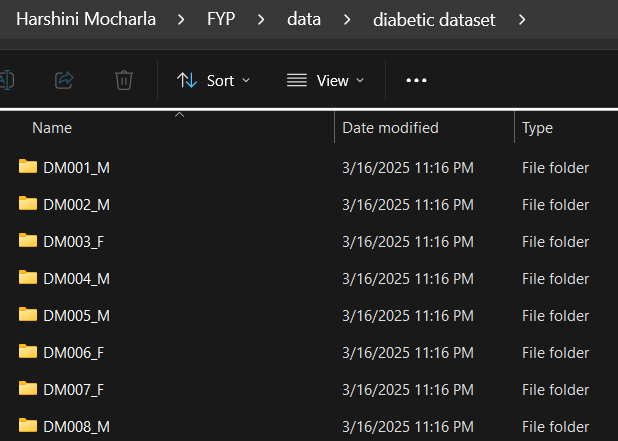 Harshini Mocharla > FYP > data > diabetic dataset >
Sort View ...
Name Date modified Type
DM001_M 3/16/2025 11:16 PM File folder
DM002_M 3/16/2025 11:16 PM File folder
DM003_F 3/16/2025 11:16 PM File folder
DM004_M 3/16/2025 11:16 PM File folder
DM005_M 3/16/2025 11:16 PM File folder
DM006_F 3/16/2025 11:16 PM File folder
DM007_F 3/16/2025 11:16 PM File folder
DM008_M 3/16/2025 11:16 PM File folder